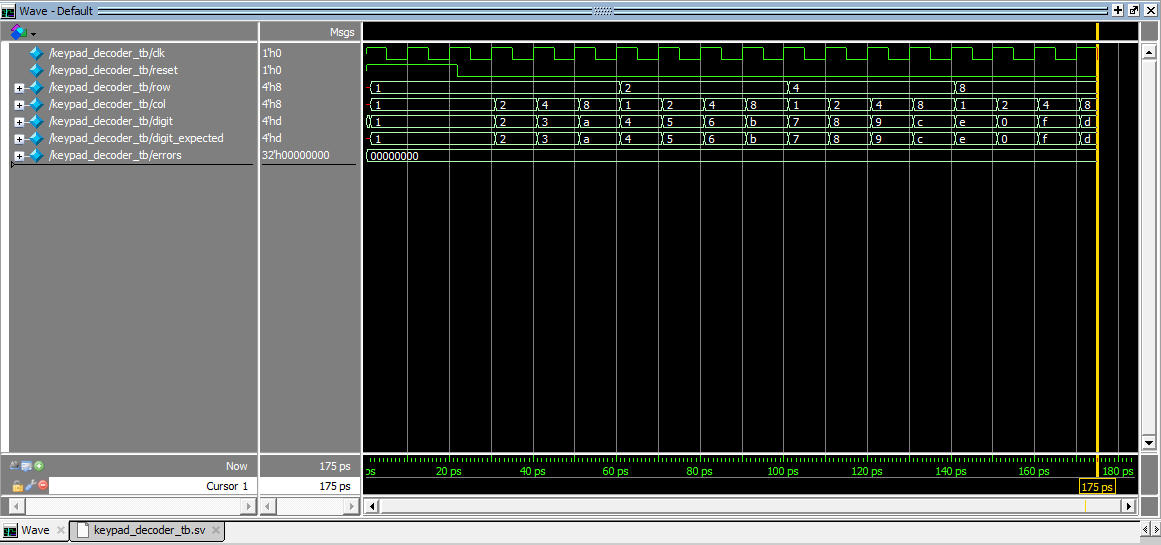 Wave - Default
Msgs
/keypad_decoder_tb/clk 1'h0
/keypad_decoder_tb/reset 1'h0
/keypad_decoder_tb/row 4'h8 1 2 4 8
/keypad_decoder_tb/col 4'h8 1 2 4 8 1 2 4 8 1 2 4 8 1 2 4 8
/keypad_decoder_tb/digit 4'hd 1 2 3 a 4 5 6 b 7 8 9 c e 0 f d
/keypad_decoder_tb/digit_expected 4'hd 1 2 3 a 4 5 6 b 7 8 9 c e 0 f d
/keypad_decoder_tb/errors 32'h00000000 00000000
Now 175 ps ps 20 ps 40 ps 60 ps 80 ps 100 ps 120 ps 140 ps 160 ps 180 ps
Cursor 1 175 ps 175 ps
Wave keypad_decoder_tb.sv